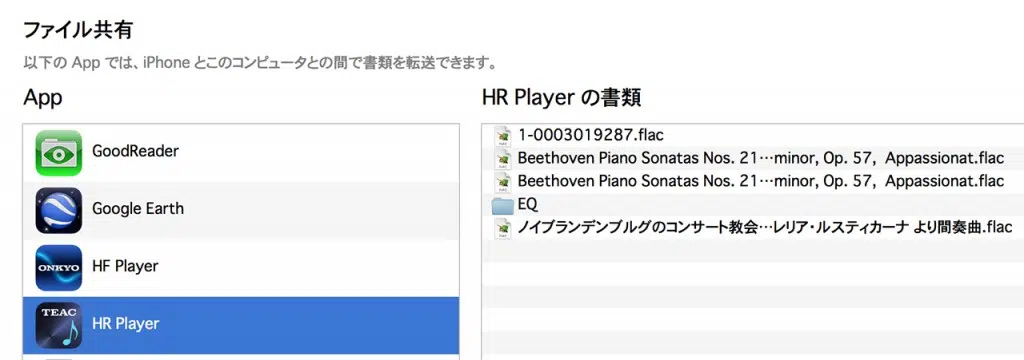 ファイル共有
以下の App では、iPhone とこのコンピュータとの間で書類を転送できます。
App
HR Player の書類
GoodReader
Google Earth
ONKYO
HF Player
TEAC
HR Player
1-0003019287.flac
Beethoven Piano Sonatas Nos. 21…minor, Op. 57, Appassionat.flac
Beethoven Piano Sonatas Nos. 21…minor, Op. 57, Appassionat.flac
EQ
ノイブランデンブルグのコンサート教会…レリア・ルスティカーナ より間奏曲.flac